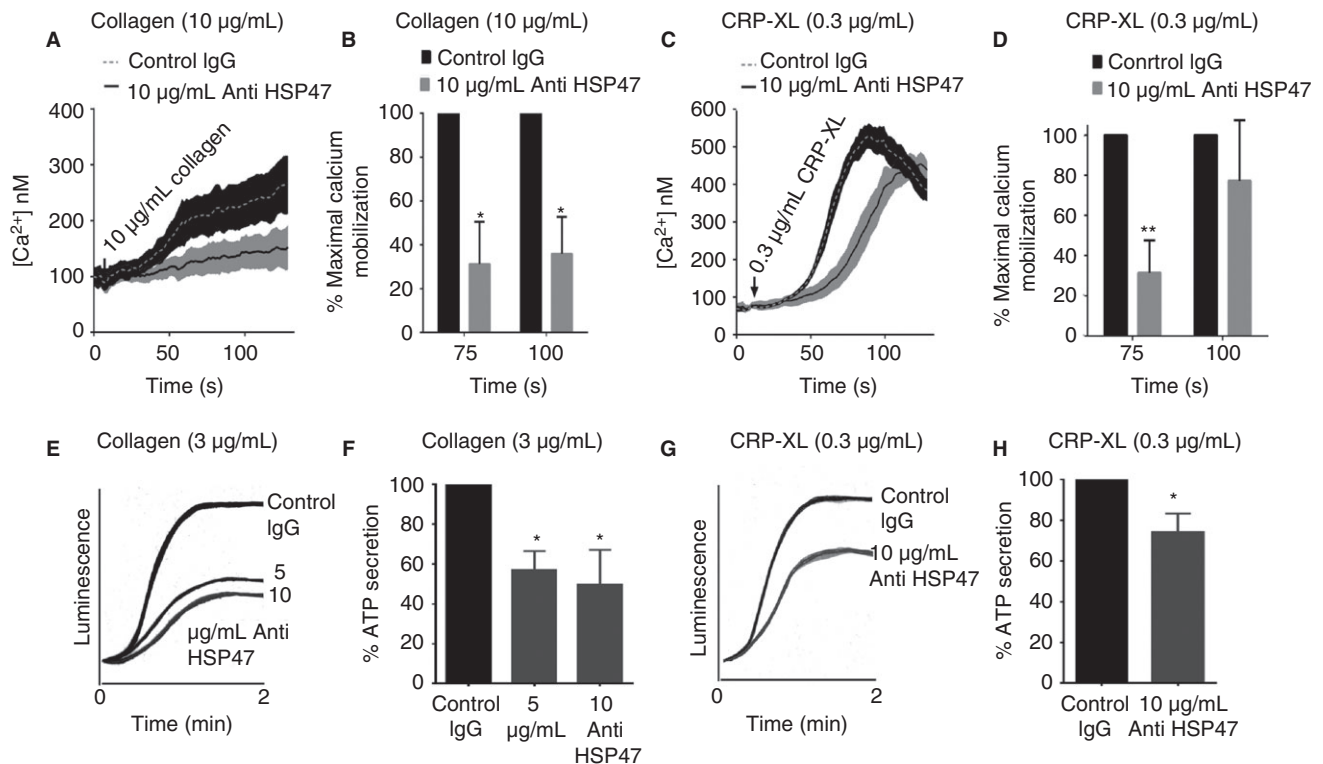 A
Collagen (10 µg/mL)
Control IgG
10 µg/mL Anti HSP47
400
300
200
100
0
[Ca²⁺] nM
10 µg/mL collagen
0 50 100
Time (s)
B
Collagen (10 µg/mL)
Control IgG
10 µg/mL Anti HSP47
100
80
60
40
20
0
% Maximal calcium
mobilization
* *
75 100
Time (s)
C
CRP-XL (0.3 µg/mL)
Control IgG
10 µg/mL Anti HSP47
600
500
400
300
200
100
0
[Ca²⁺] nM
0.3 µg/mL CRP-XL
0 50 100
Time (s)
D
CRP-XL (0.3 µg/mL)
Conrtrol IgG
10 µg/mL Anti HSP47
100
80
60
40
20
0
% Maximal calcium
mobilization
**
75 100
Time (s)
E
Collagen (3 µg/mL)
Luminescence
Control
IgG
5
10
µg/mL Anti
HSP47
0 2
Time (min)
F
Collagen (3 µg/mL)
100
80
60
40
20
0
% ATP secretion
* *
Control 5 10
IgG µg/mL Anti
HSP47
G
CRP-XL (0.3 µg/mL)
Luminescence
Control
IgG
10 µg/mL
Anti HSP47
0 2
Time (min)
H
CRP-XL (0.3 µg/mL)
100
80
60
40
20
0
% ATP secretion
*
Control 10 µg/mL
IgG Anti HSP47